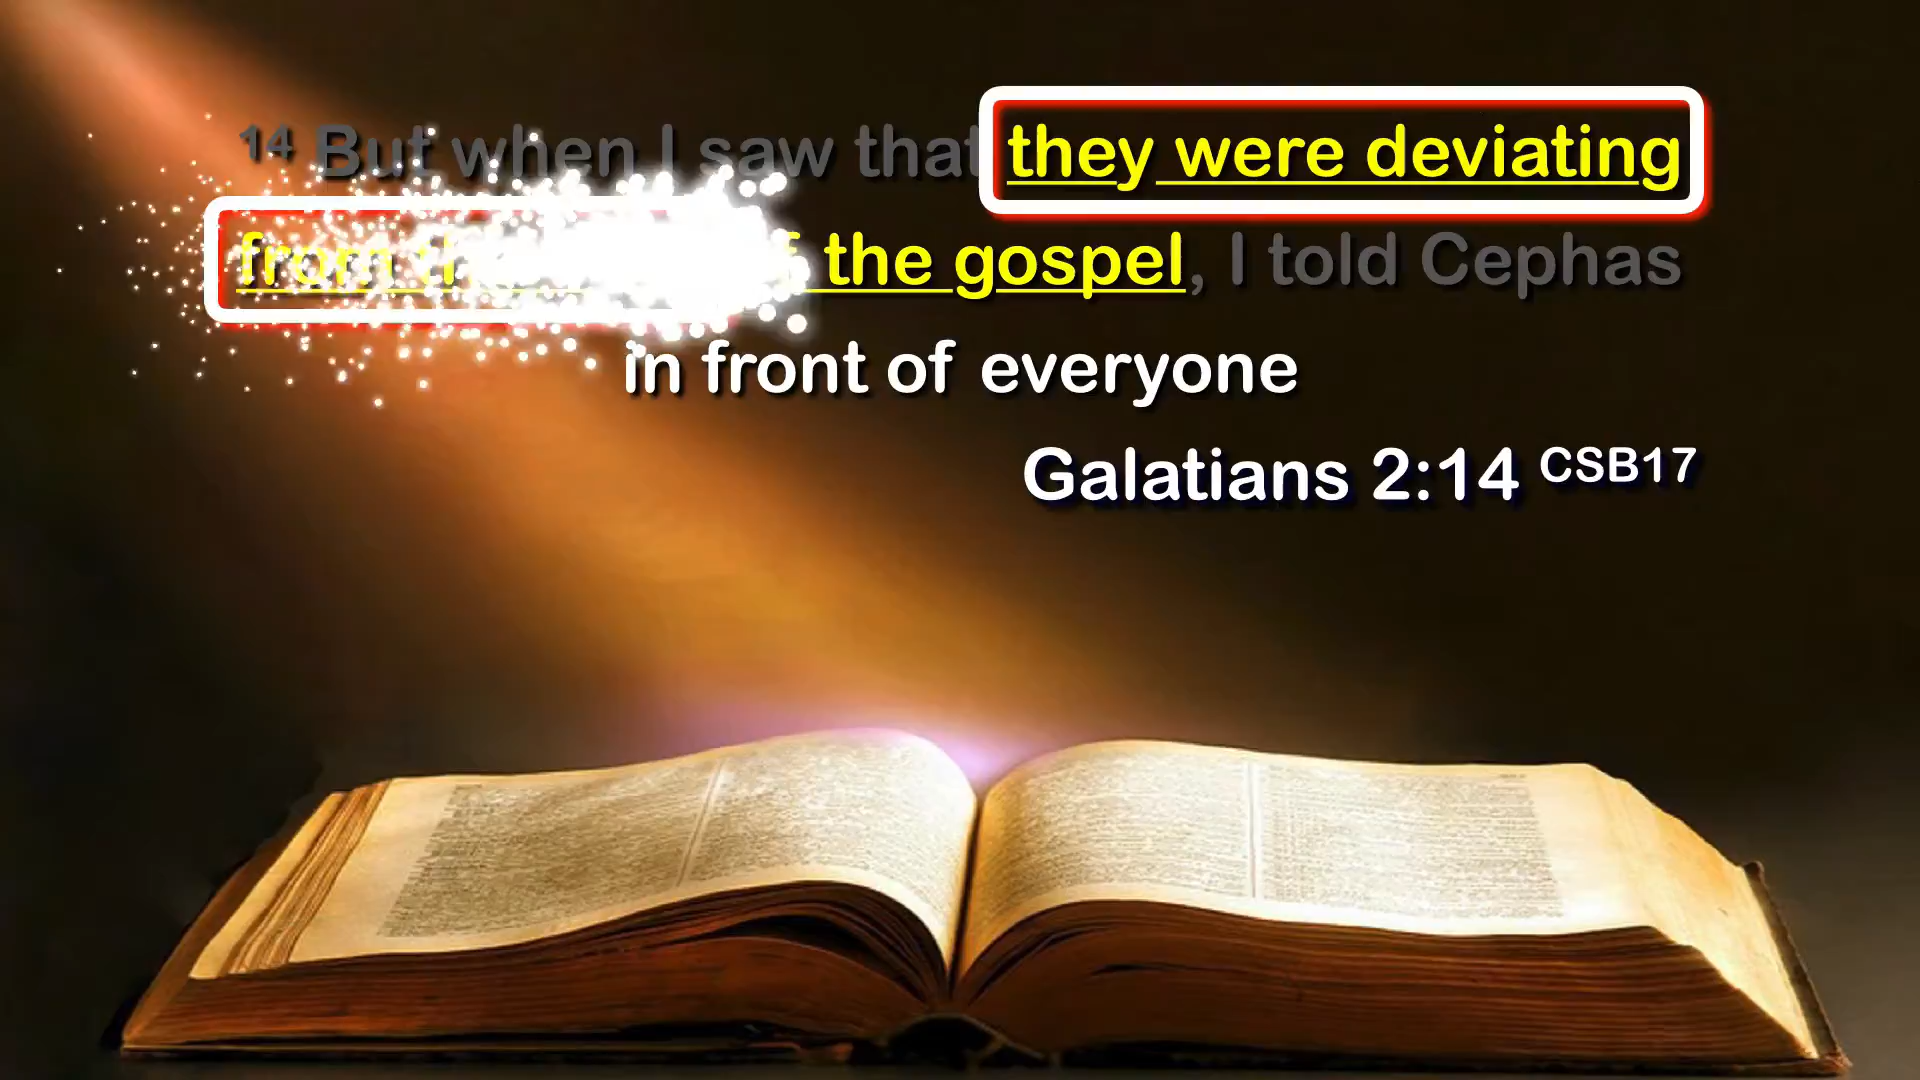 14 But when I saw that they were deviating
from the gospel, I told Cephas
in front of everyone
Galatians 2:14 CSB17